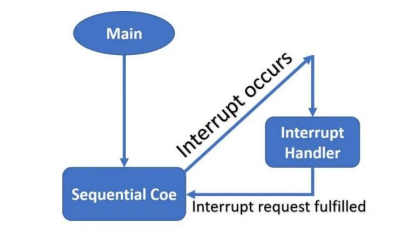 Main
Interrupt occurs
Interrupt
Handler
Sequential Coe
Interrupt request fulfilled